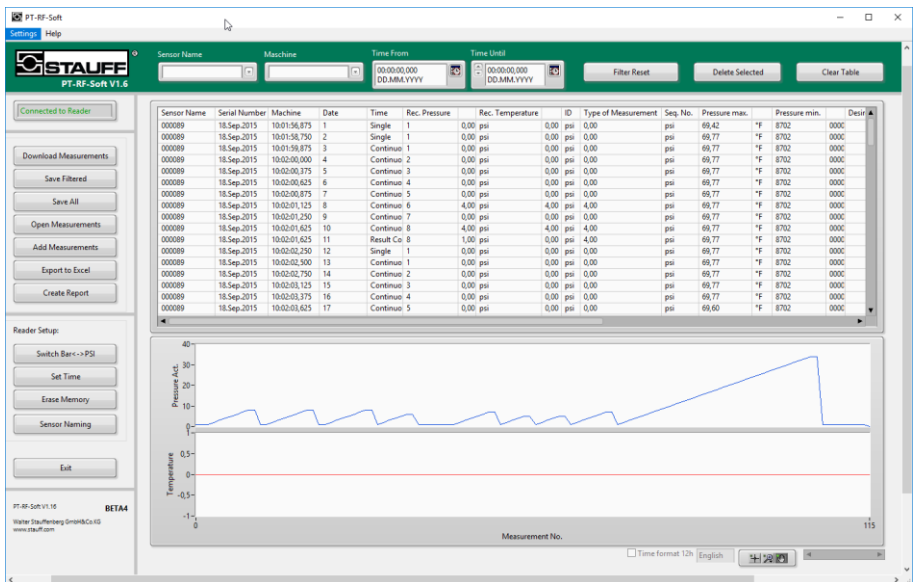 PT-RF-Soft
Settings Help
STAUFF
PT-RF-Soft V1.6
Sensor Name Maschine Time From Time Until
00:00:00,000 00:00:00,000
DD.MM.YYYY DD.MM.YYYY
Filter Reset Delete Selected Clear Table
Connected to Reader
Download Measurements
Save Filtered
Save All
Open Measurements
Add Measurements
Export to Excel
Create Report
Reader Setup:
Switch Bar<->PSI
Set Time
Erase Memory
Sensor Naming
Exit
PT-RF-Soft V1.16 BETA4
Walter Stauffenberg GmbH&Co.KG
www.stauff.com
Sensor Name Serial Number Machine Date Time Rec. Pressure Rec. Temperature ID Type of Measurement Seq. No. Pressure max. Pressure min. Desir
000089 18.Sep.2015 10:01:56,875 1 Single 1 0,00 psi 0,00 psi 0,00 psi 69,42 °F 8702 0000
000089 18.Sep.2015 10:01:58,750 2 Single 1 0,00 psi 0,00 psi 0,00 psi 69,77 °F 8702 0000
000089 18.Sep.2015 10:01:59,875 3 Continuo 1 0,00 psi 0,00 psi 0,00 psi 69,77 °F 8702 0000
000089 18.Sep.2015 10:02:00,000 4 Continuo 2 0,00 psi 0,00 psi 0,00 psi 69,77 °F 8702 0000
000089 18.Sep.2015 10:02:00,375 5 Continuo 3 0,00 psi 0,00 psi 0,00 psi 69,77 °F 8702 0000
000089 18.Sep.2015 10:02:00,625 6 Continuo 4 0,00 psi 0,00 psi 0,00 psi 69,77 °F 8702 0000
000089 18.Sep.2015 10:02:00,875 7 Continuo 5 0,00 psi 0,00 psi 0,00 psi 69,77 °F 8702 0000
000089 18.Sep.2015 10:02:01,125 8 Continuo 6 4,00 psi 4,00 psi 4,00 psi 69,77 °F 8702 0000
000089 18.Sep.2015 10:02:01,250 9 Continuo 7 0,00 psi 0,00 psi 0,00 psi 69,77 °F 8702 0000
000089 18.Sep.2015 10:02:01,625 10 Continuo 8 4,00 psi 4,00 psi 4,00 psi 69,77 °F 8702 0000
000089 18.Sep.2015 10:02:01,625 11 Result Co 8 1,00 psi 0,00 psi 4,00 psi 69,77 °F 8702 0000
000089 18.Sep.2015 10:02:02,250 12 Single 1 0,00 psi 0,00 psi 0,00 psi 69,77 °F 8702 0000
000089 18.Sep.2015 10:02:02,500 13 Continuo 1 0,00 psi 0,00 psi 0,00 psi 69,77 °F 8702 0000
000089 18.Sep.2015 10:02:02,750 14 Continuo 2 0,00 psi 0,00 psi 0,00 psi 69,77 °F 8702 0000
000089 18.Sep.2015 10:02:03,125 15 Continuo 3 0,00 psi 0,00 psi 0,00 psi 69,77 °F 8702 0000
000089 18.Sep.2015 10:02:03,375 16 Continuo 4 0,00 psi 0,00 psi 0,00 psi 69,77 °F 8702 0000
000089 18.Sep.2015 10:02:03,625 17 Continuo 5 0,00 psi 0,00 psi 0,00 psi 69,60 °F 8702 0000
Pressure Act.
40
30
20
10
0
Temperature
1
0,5
0
-0,5
-1
0 115
Measurement No.
Time format 12h English